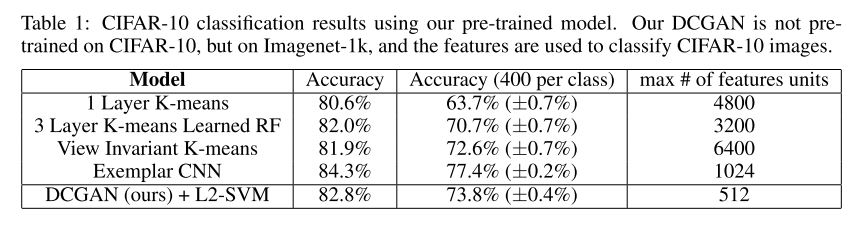 Table 1: CIFAR-10 classification results using our pre-trained model. Our DCGAN is not pre-
trained on CIFAR-10, but on Imagenet-1k, and the features are used to classify CIFAR-10 images.
Model Accuracy Accuracy (400 per class) max # of features units
1 Layer K-means 80.6% 63.7% (±0.7%) 4800
3 Layer K-means Learned RF 82.0% 70.7% (±0.7%) 3200
View Invariant K-means 81.9% 72.6% (±0.7%) 6400
Exemplar CNN 84.3% 77.4% (±0.2%) 1024
DCGAN (ours) + L2-SVM 82.8% 73.8% (±0.4%) 512